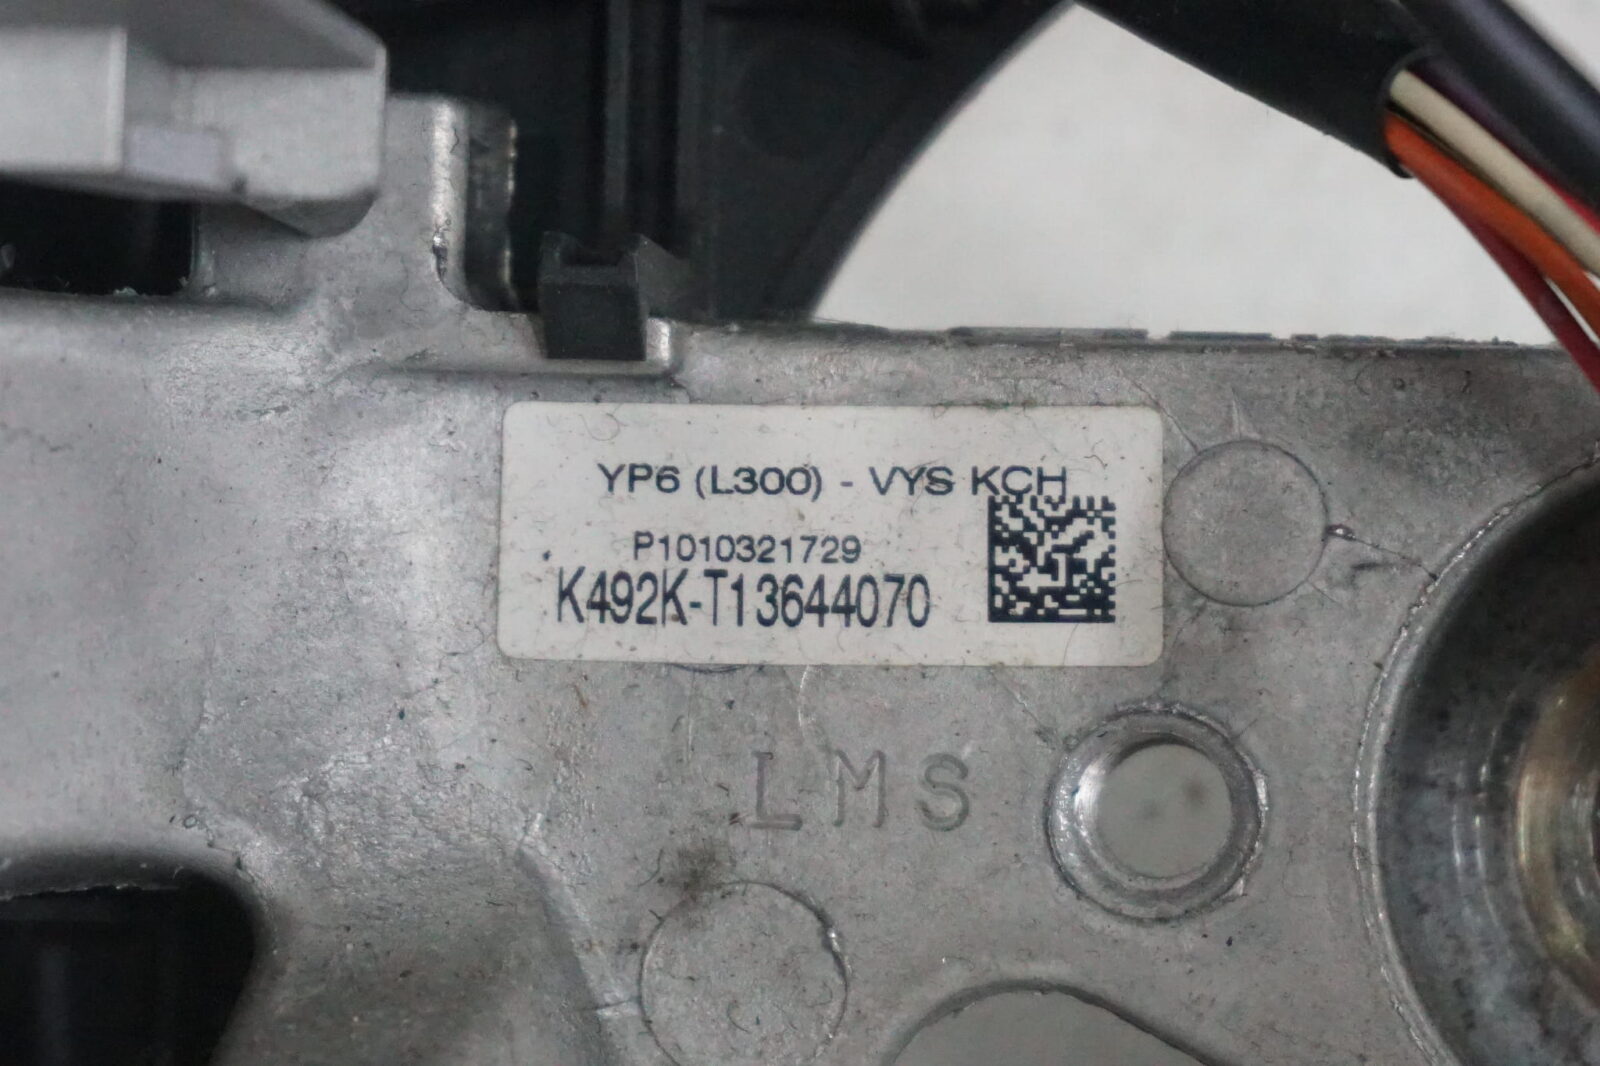 YP6 (L300) - VYS KCH
P1010321729
K492K-T13644070
LMS